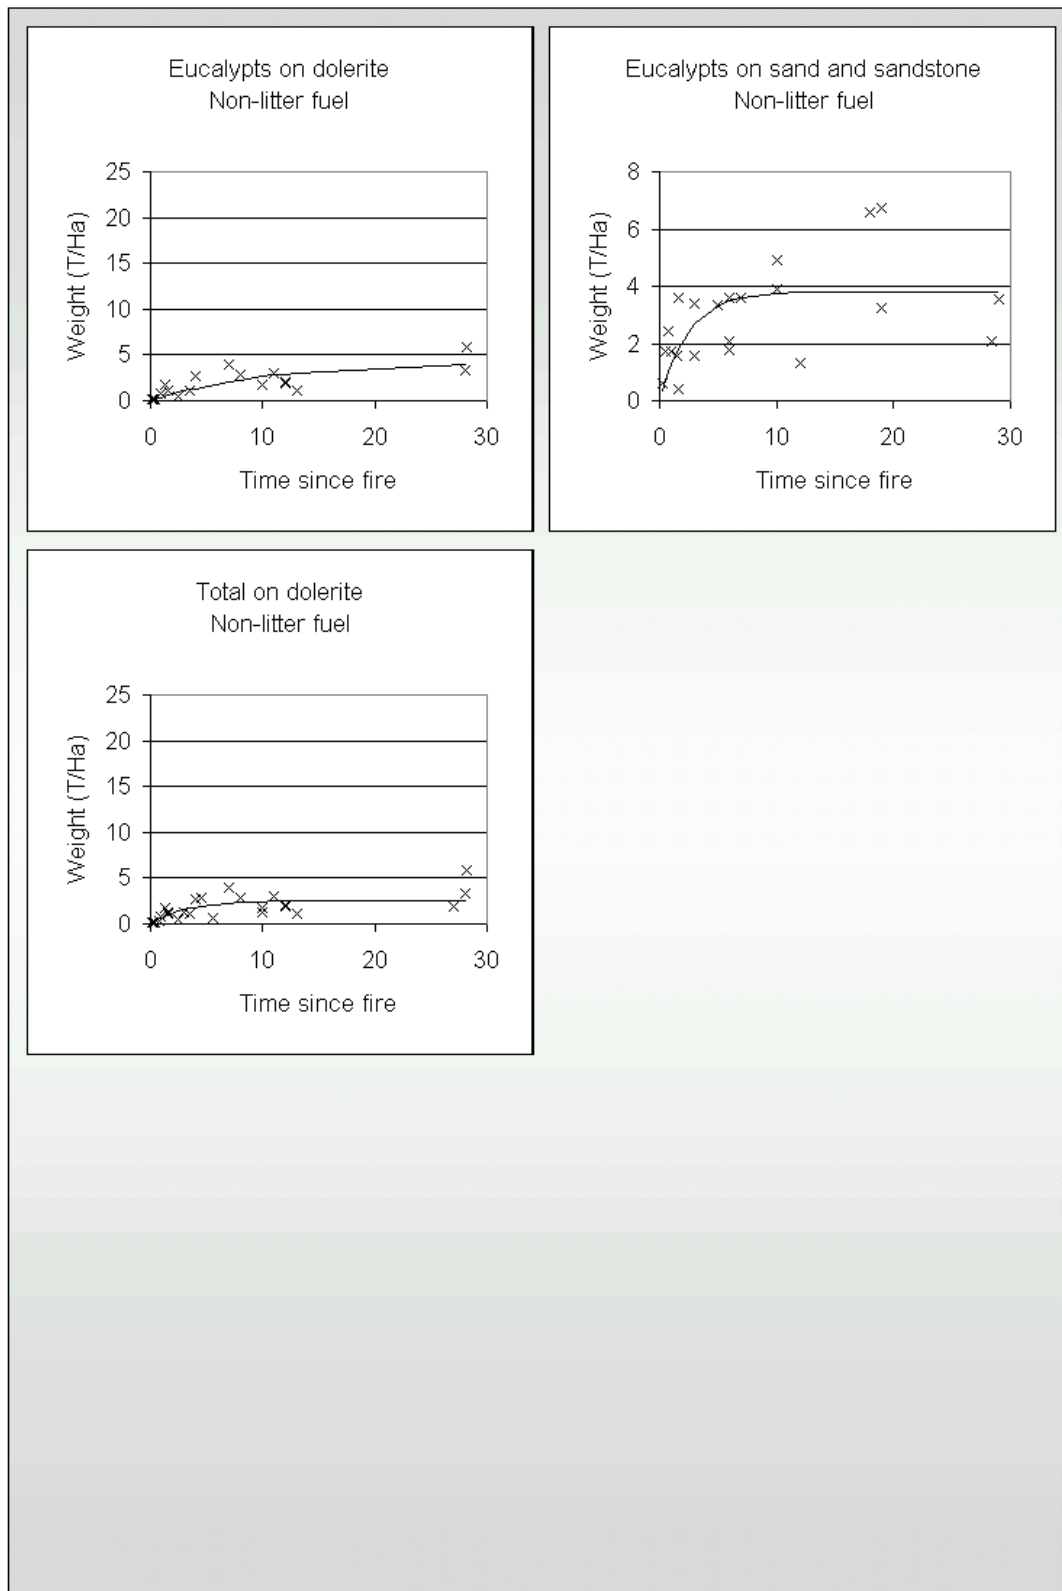 Eucalypts on dolerite
Non-litter fuel
25
20
15
10
5
0
Weight (T/Ha)
0 10 20 30
Time since fire
Eucalypts on sand and sandstone
Non-litter fuel
8
6
4
2
0
Weight (T/Ha)
0 10 20 30
Time since fire
Total on dolerite
Non-litter fuel
25
20
15
10
5
0
Weight (T/Ha)
0 10 20 30
Time since fire